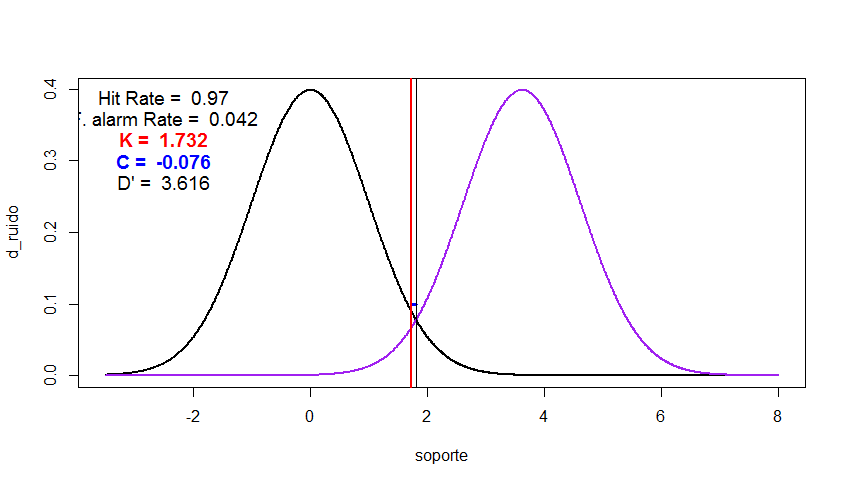 Hit Rate = 0.97
F. alarm Rate = 0.042
K = 1.732
C = -0.076
D' = 3.616
d_ruido
0.4
0.3
0.2
0.1
0.0
-2 0 2 4 6 8
soporte